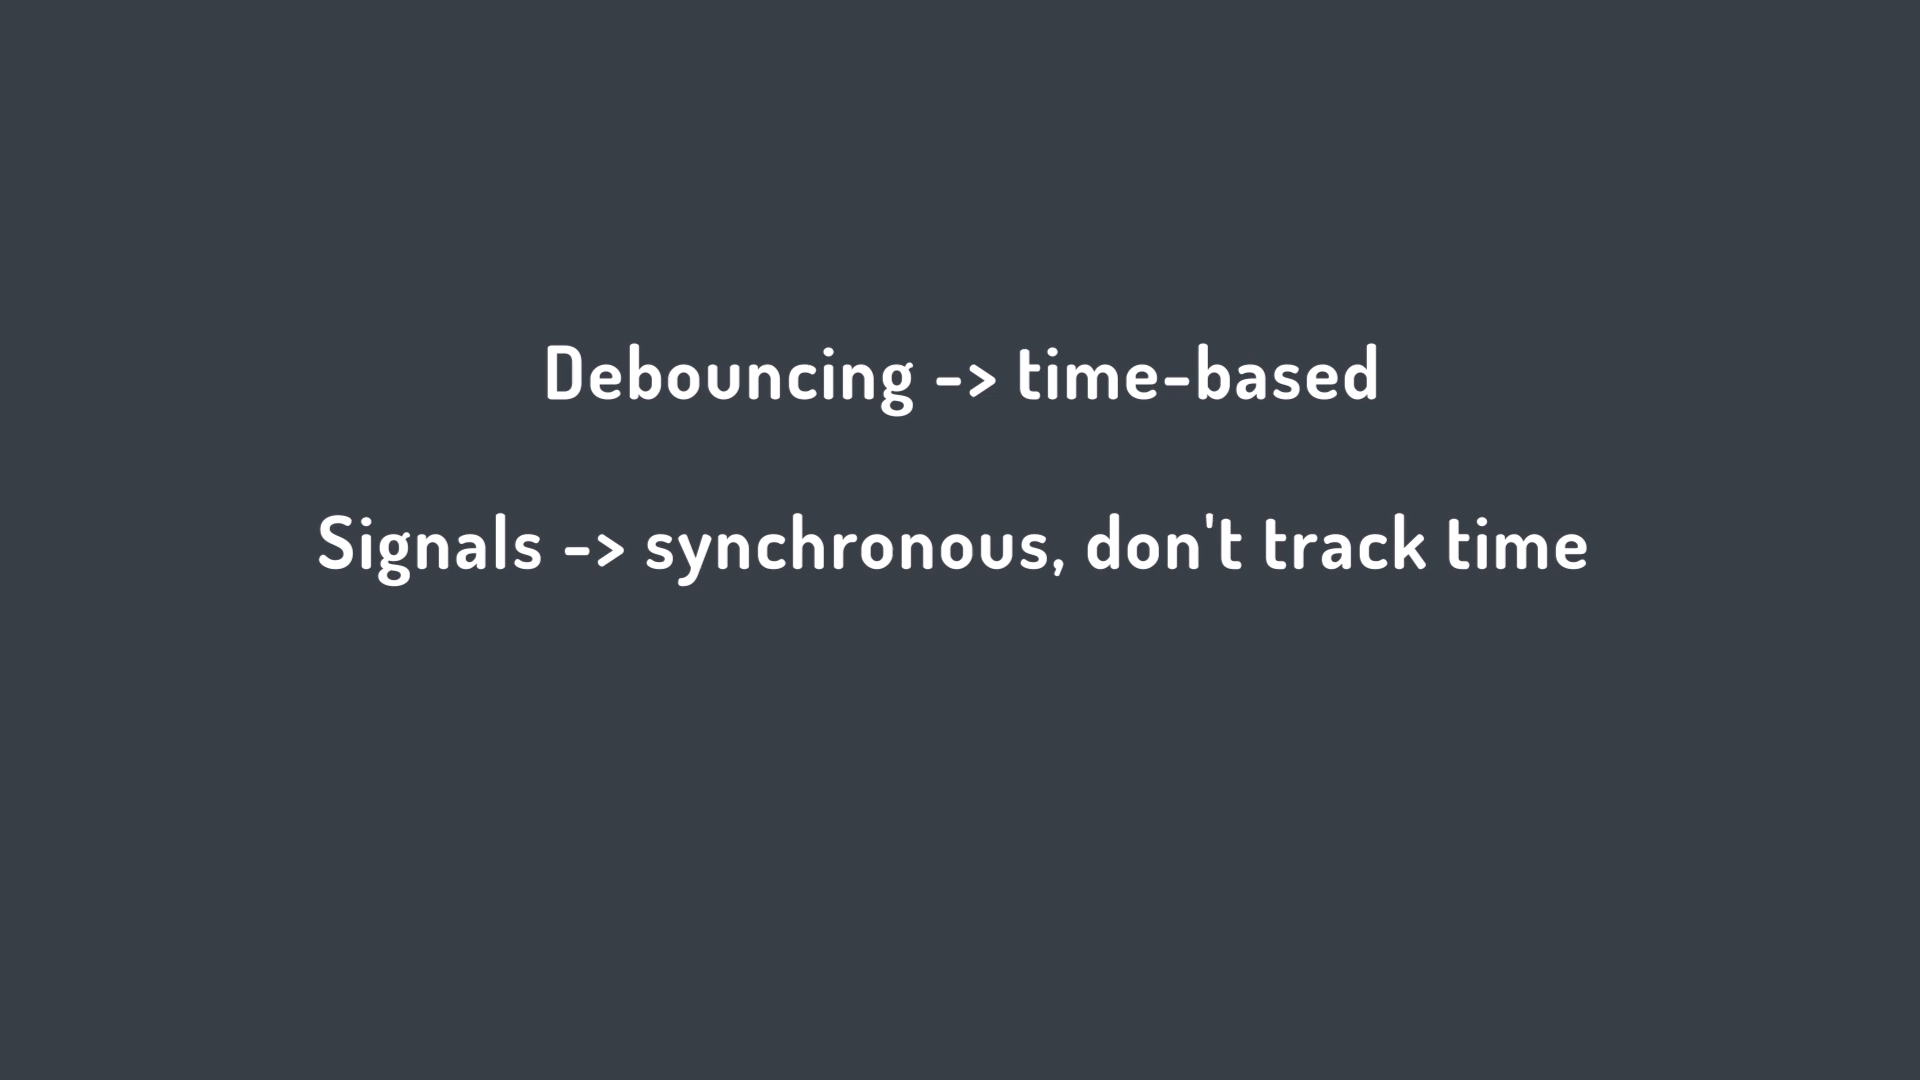 Debouncing -> time-based
Signals -> synchronous, don't track time